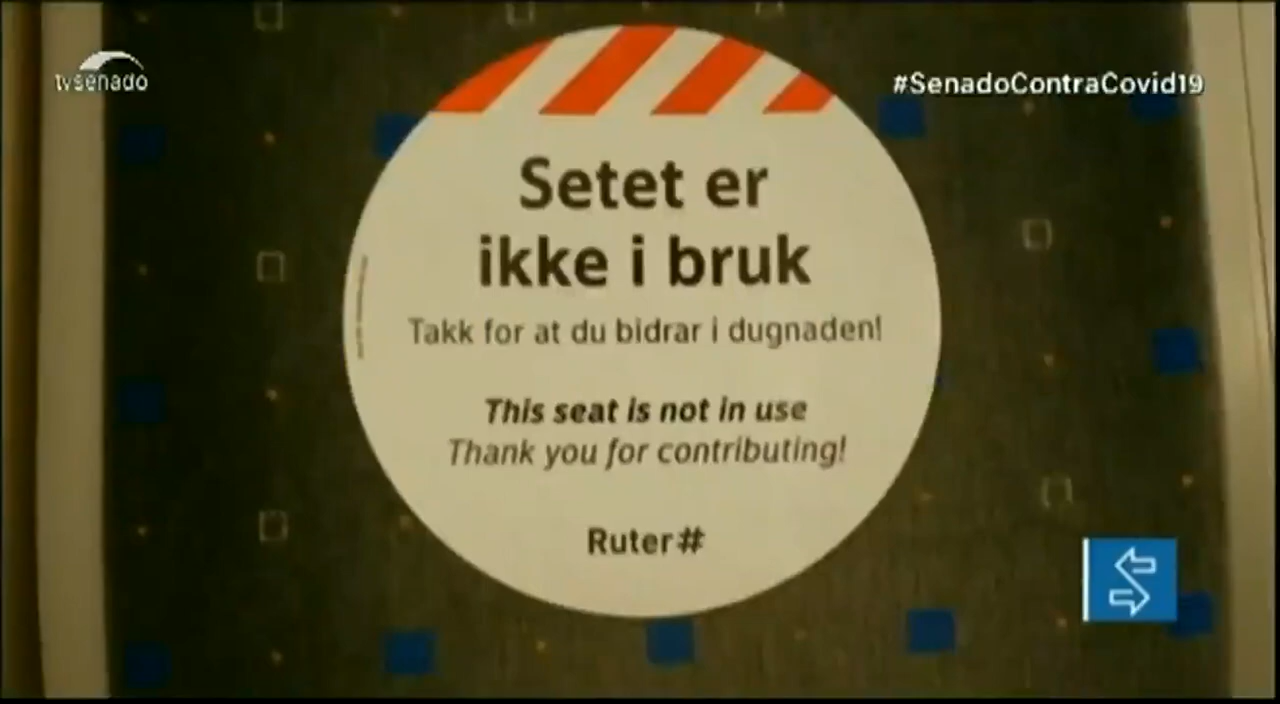 tvsenado
#SenadoContraCovid19
Setet er
ikke i bruk
Takk for at du bidrar i dugnaden!
This seat is not in use
Thank you for contributing!
Ruter#